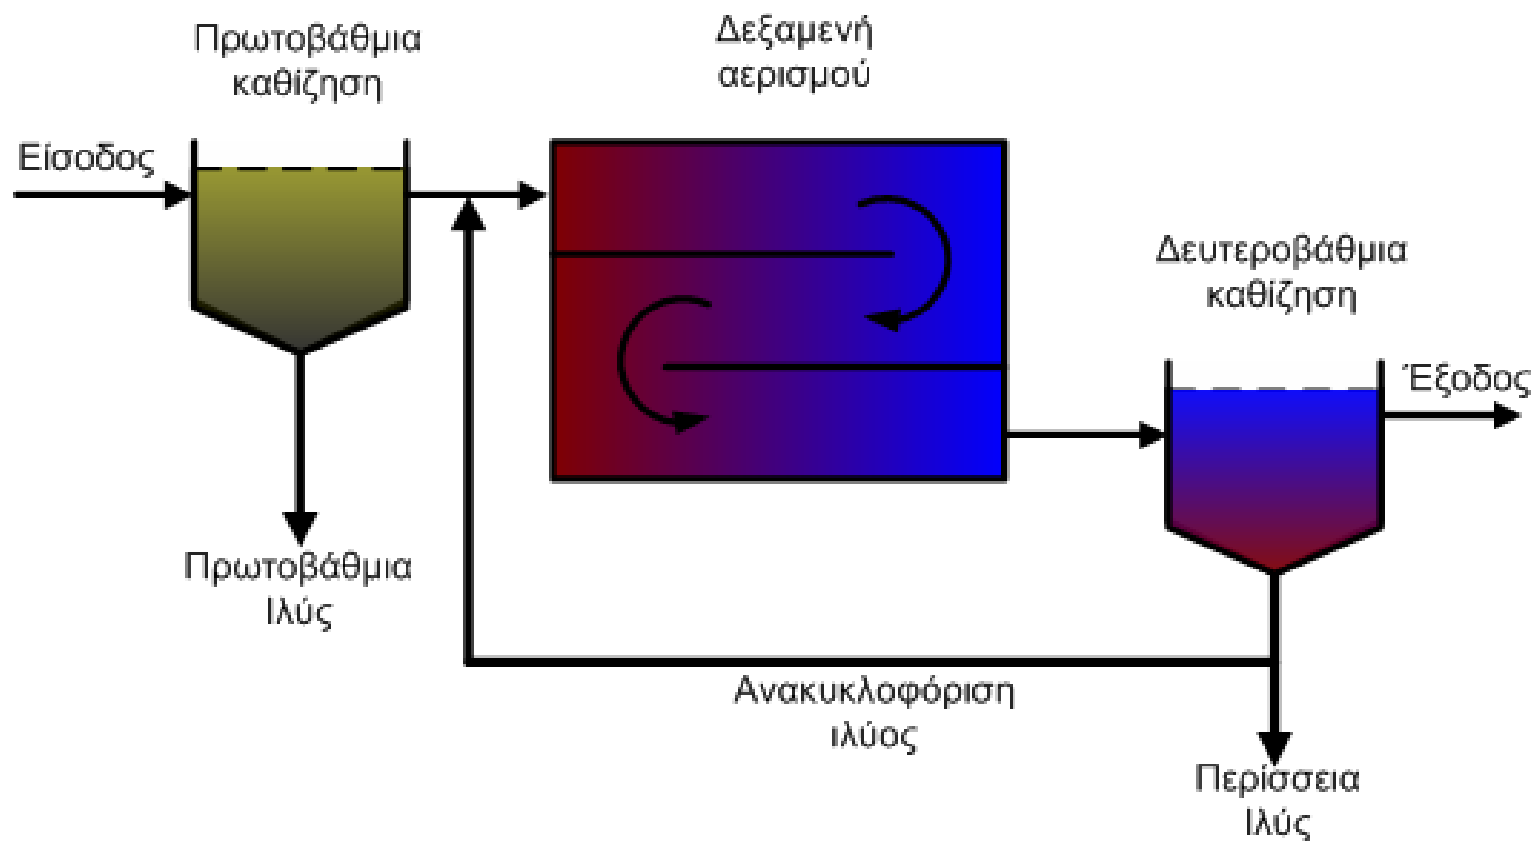 Πρωτοβάθμια
καθίζηση
Δεξαμενή
αερισμού
Είσοδος
Δευτεροβάθμια
καθίζηση
Έξοδος
Πρωτοβάθμια
Ιλύς
Ανακυκλοφόριση
ιλύος
Περίσσεια
Ιλύς